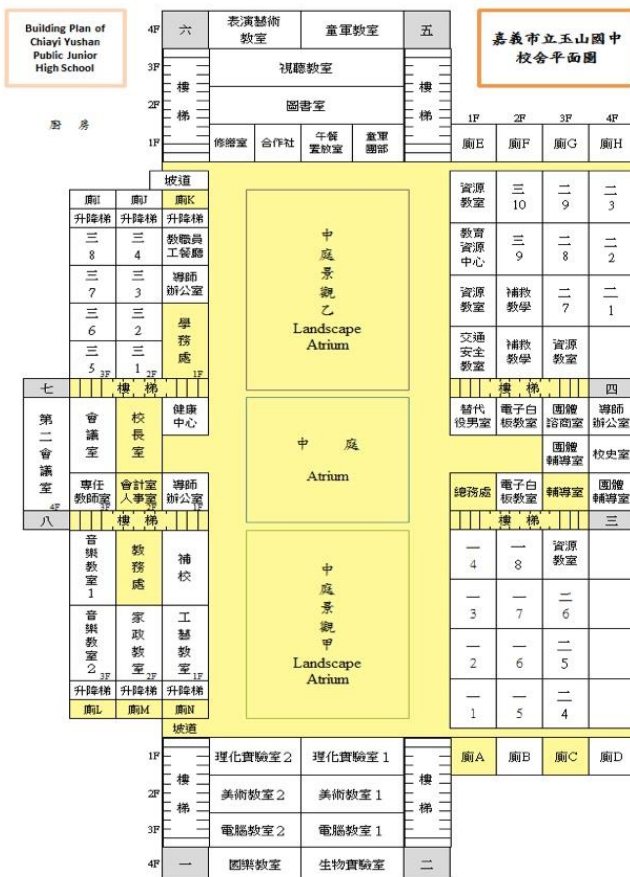 Building Plan of
Chiayi Yushan
Public Junior
High School
嘉義市立玉山國中
校舍平面圖
4F 六 表演藝術教室 童軍教室 五
3F 視聽教室
2F 圖書室
樓梯 樓梯
廚房
1F 修繕室 合作社 午餐置放室 童軍團部
1F 2F 3F 4F
廁E 廁F 廁G 廁H
坡道
廁I 廁J 廁K
升降梯 升降梯 升降梯
三8 三4 教職員工餐廳
三7 三3 導師辦公室
三6 三2 學務處
三5 3F 三1 2F 1F
七 樓梯
資源教室 三10 二9 二3
教育資源中心 三9 二8 二2
資源教室 補救教學 二7 二1
交通安全教室 補救教學 資源教室
樓梯 四
中庭景觀乙
Landscape
Atrium
第二會議室 4F
會議室 校長室 健康中心
專任教師室 3F 會計室人事室 2F 導師辦公室 1F
八 樓梯
中庭
Atrium
替代役男室 電子白板教室 團體諮商室 導師辦公室
團體輔導室 校史室
總務處 電子白板教室 輔導室 團體輔導室
樓梯 三
音樂教室1 教務處 補校
音樂教室2 3F 家政教室 2F 工藝教室 1F
升降梯 升降梯 升降梯
廁L 廁M 廁N
坡道
中庭景觀甲
Landscape
Atrium
一4 一8 資源教室
一3 一7 二6
一2 一6 二5
一1 一5 二4
廁A 廁B 廁C 廁D
1F 理化實驗室2 理化實驗室1
2F 美術教室2 美術教室1
3F 電腦教室2 電腦教室1
樓梯 樓梯
4F 一 國樂教室 生物實驗室 二